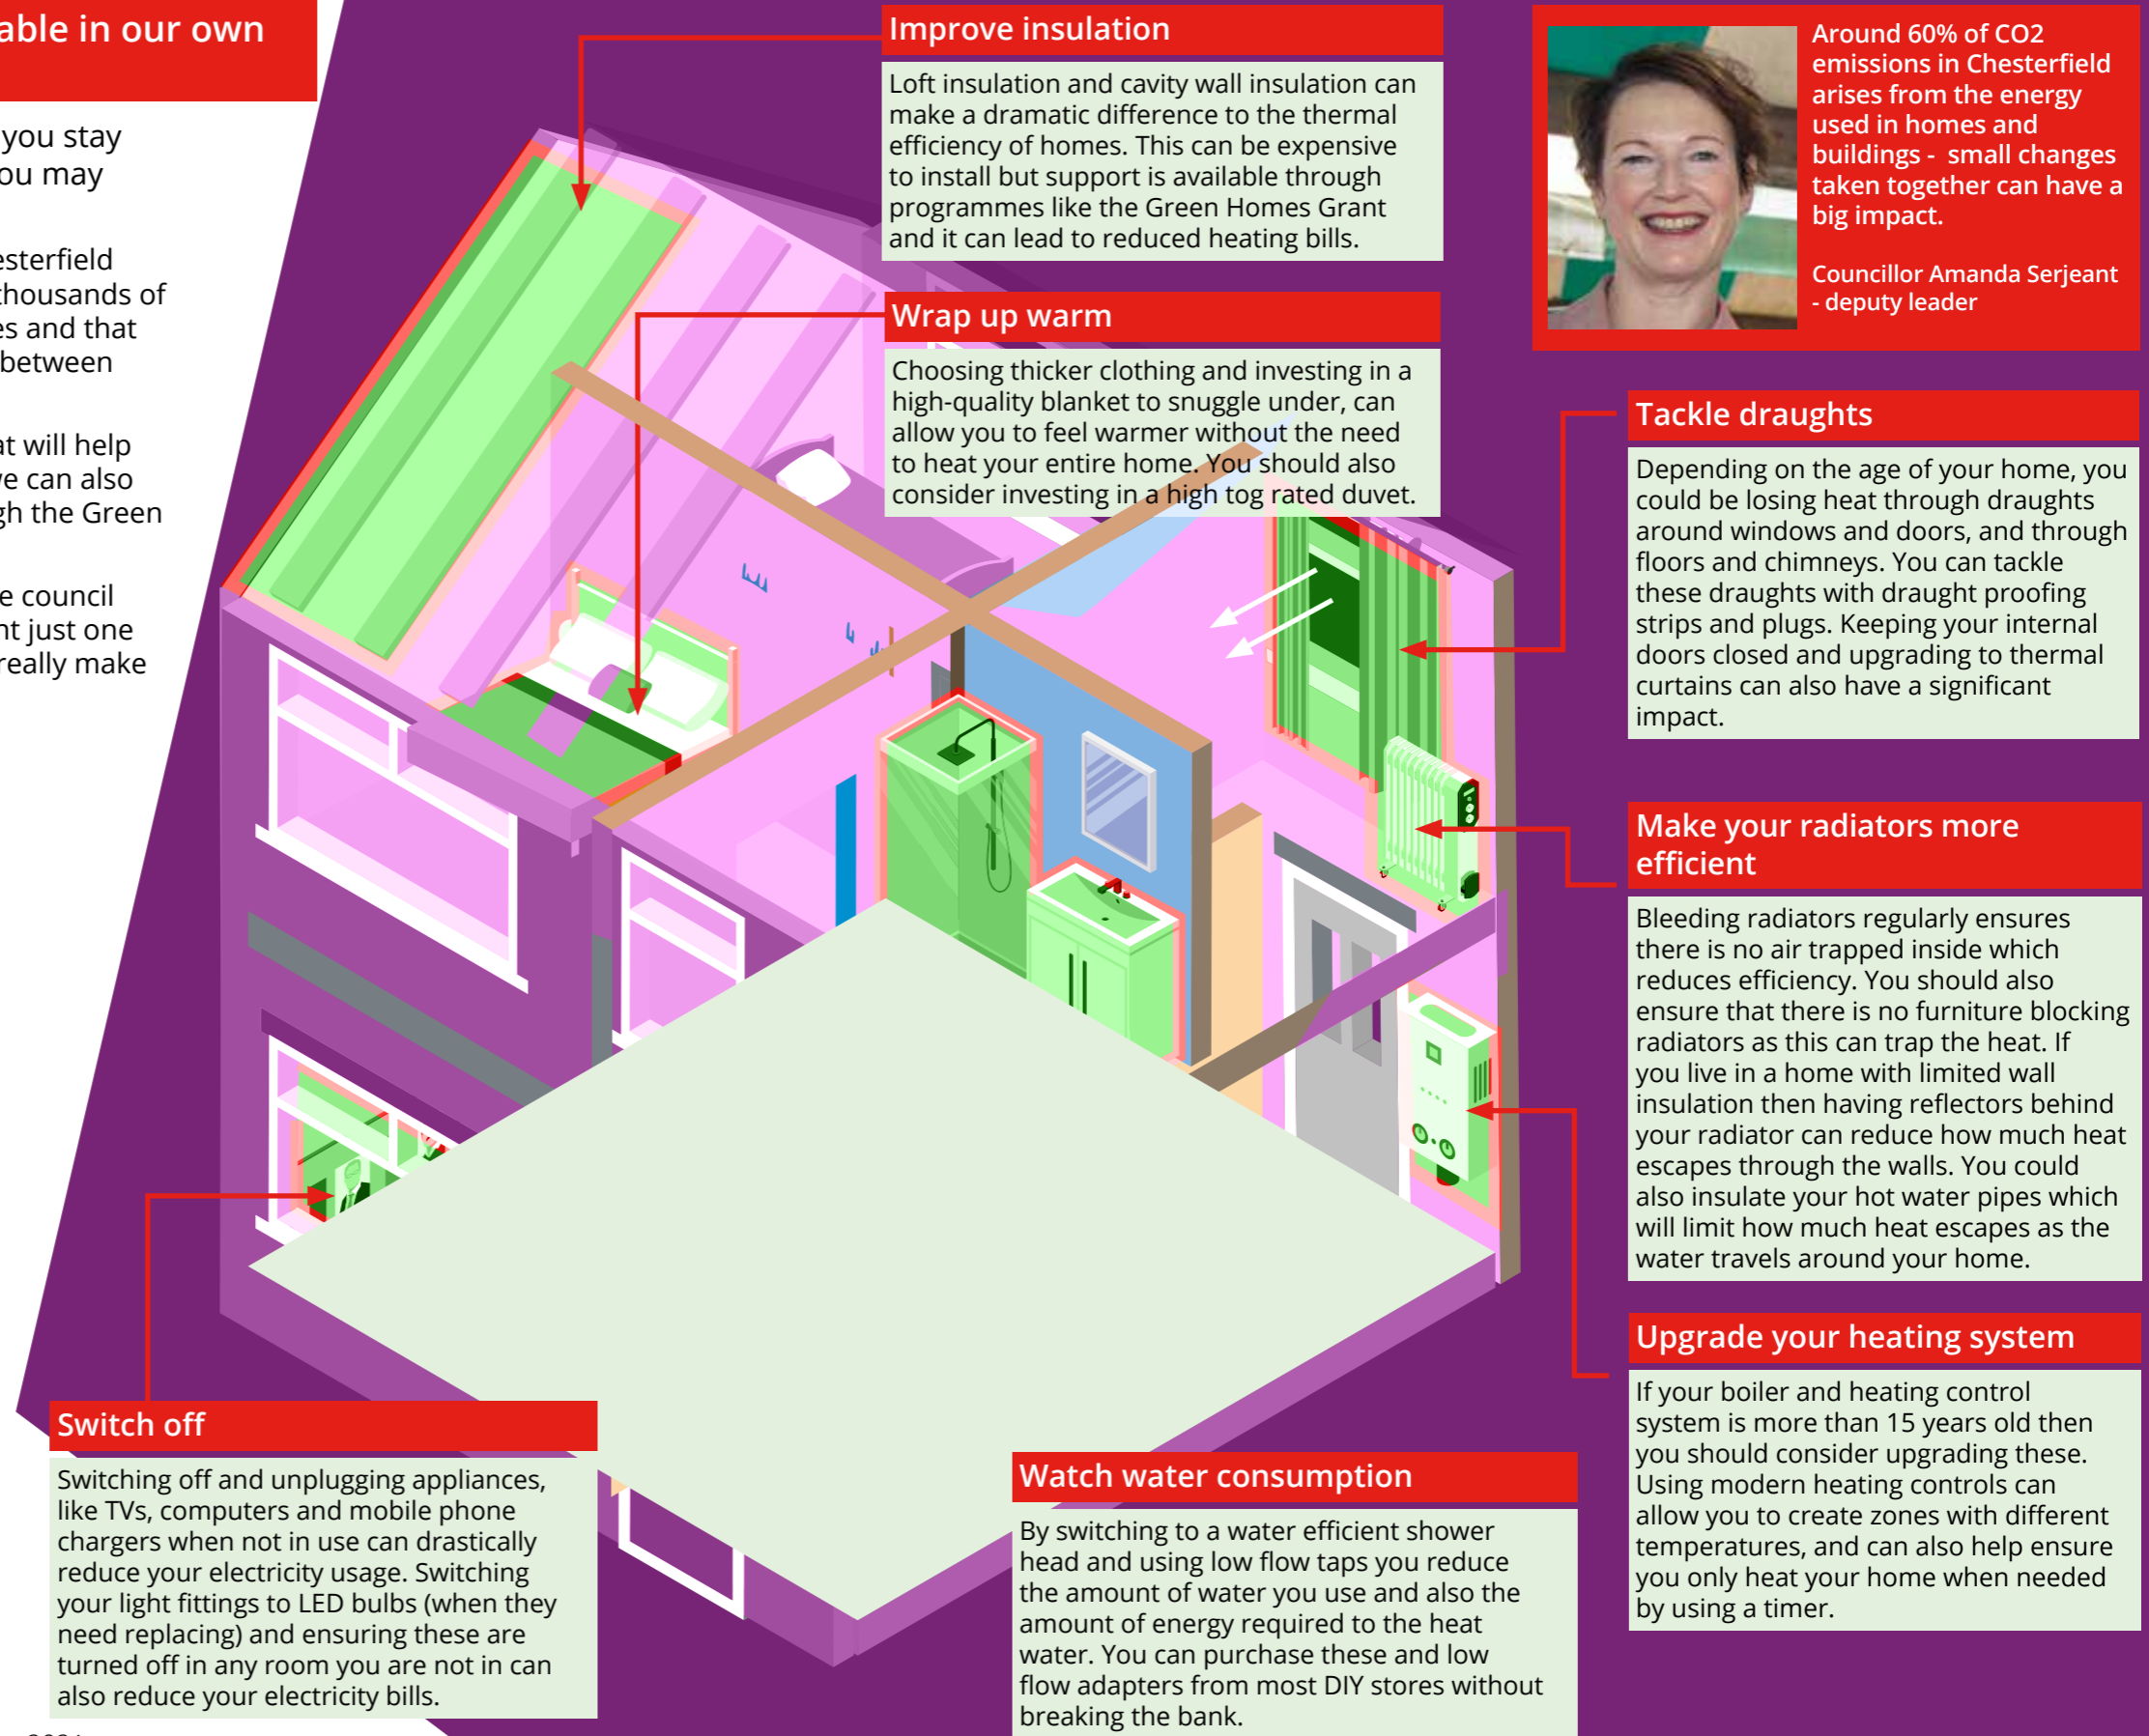 able in our own
you stay
ou may
esterfield
thousands of
es and that
between
at will help
we can also
gh the Green
e council
nt just one
really make
Improve insulation
Loft insulation and cavity wall insulation can
make a dramatic difference to the thermal
efficiency of homes. This can be expensive
to install but support is available through
programmes like the Green Homes Grant
and it can lead to reduced heating bills.
Wrap up warm
Choosing thicker clothing and investing in a
high-quality blanket to snuggle under, can
allow you to feel warmer without the need
to heat your entire home. You should also
consider investing in a high tog rated duvet.
Around 60% of CO2
emissions in Chesterfield
arises from the energy
used in homes and
buildings - small changes
taken together can have a
big impact.
Councillor Amanda Serjeant
- deputy leader
Tackle draughts
Depending on the age of your home, you
could be losing heat through draughts
around windows and doors, and through
floors and chimneys. You can tackle
these draughts with draught proofing
strips and plugs. Keeping your internal
doors closed and upgrading to thermal
curtains can also have a significant
impact.
Make your radiators more
efficient
Bleeding radiators regularly ensures
there is no air trapped inside which
reduces efficiency. You should also
ensure that there is no furniture blocking
radiators as this can trap the heat. If
you live in a home with limited wall
insulation then having reflectors behind
your radiator can reduce how much heat
escapes through the walls. You could
also insulate your hot water pipes which
will limit how much heat escapes as the
water travels around your home.
Upgrade your heating system
If your boiler and heating control
system is more than 15 years old then
you should consider upgrading these.
Using modern heating controls can
allow you to create zones with different
temperatures, and can also help ensure
you only heat your home when needed
by using a timer.
Switch off
Switching off and unplugging appliances,
like TVs, computers and mobile phone
chargers when not in use can drastically
reduce your electricity usage. Switching
your light fittings to LED bulbs (when they
need replacing) and ensuring these are
turned off in any room you are not in can
also reduce your electricity bills.
Watch water consumption
By switching to a water efficient shower
head and using low flow taps you reduce
the amount of water you use and also the
amount of energy required to the heat
water. You can purchase these and low
flow adapters from most DIY stores without
breaking the bank.